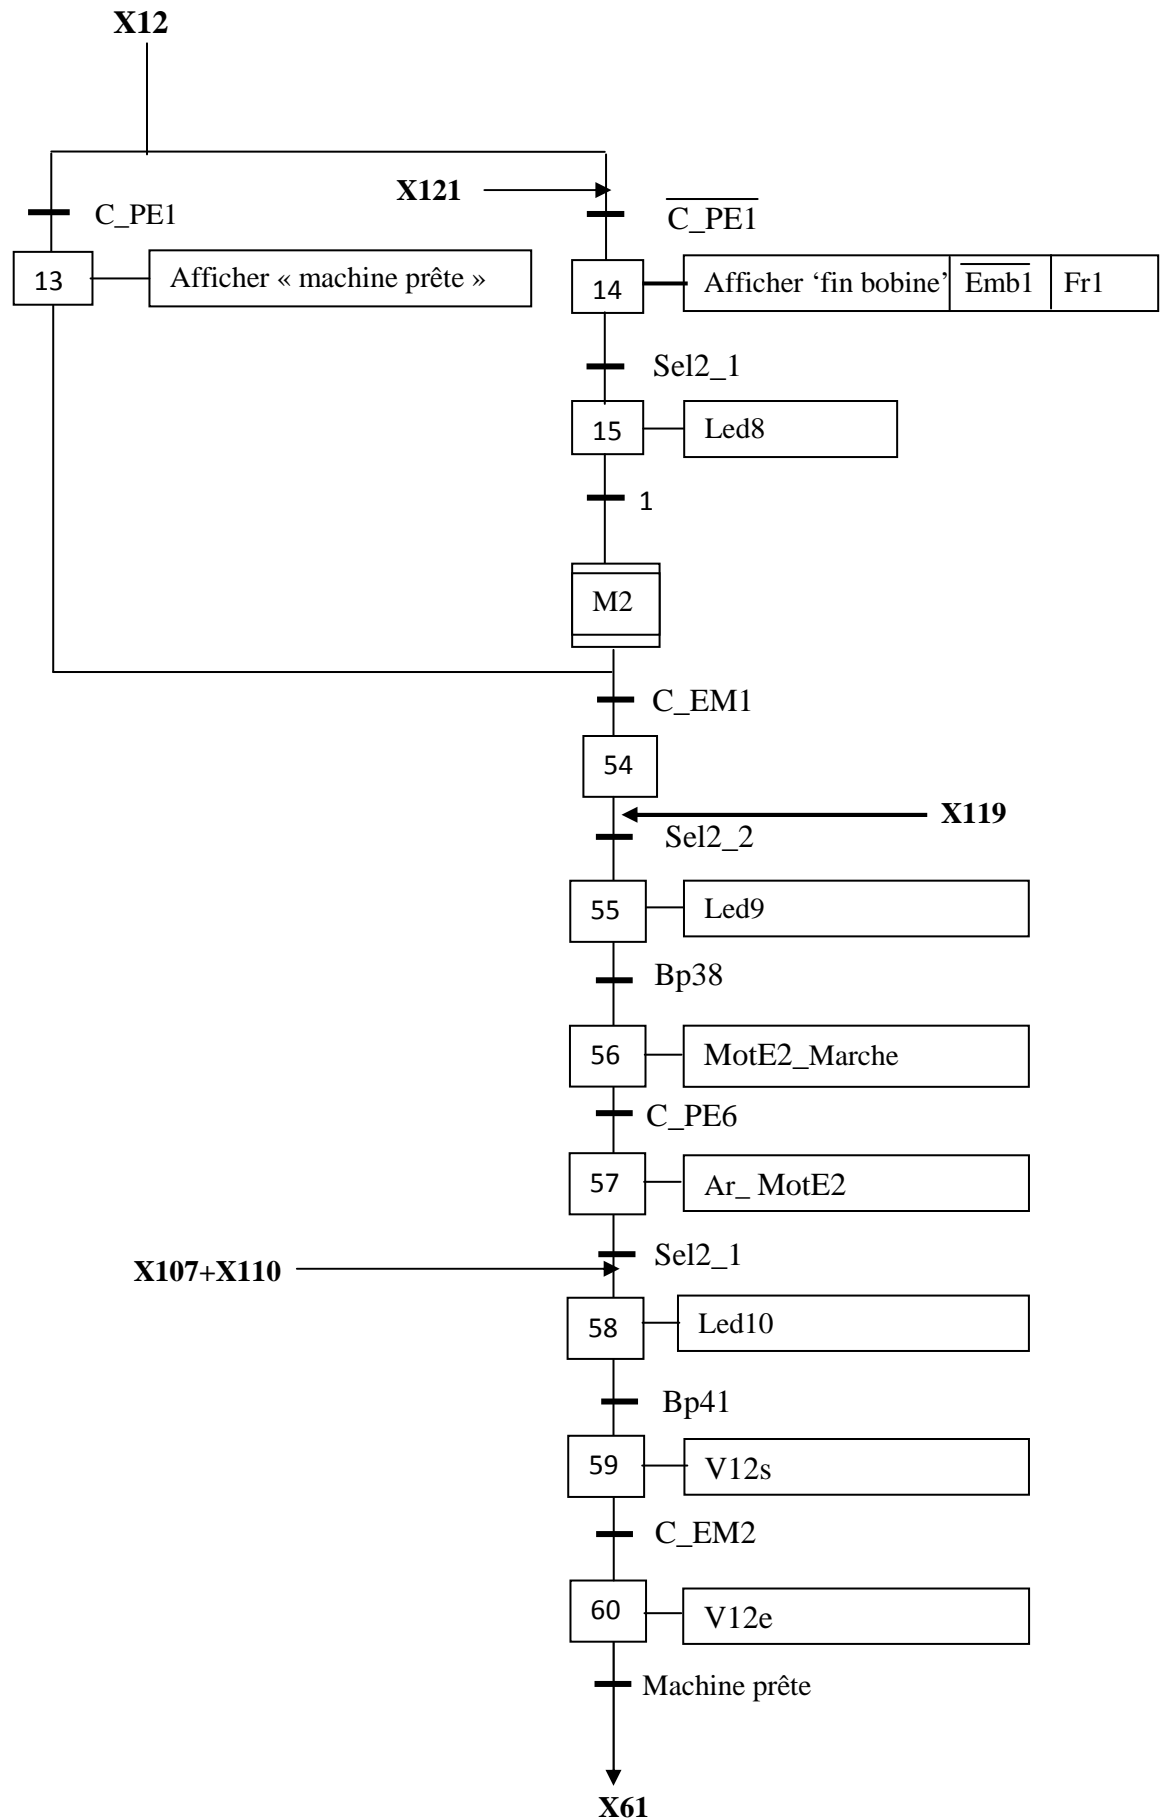 X12
X121
C_PE1
C_PE1
13
Afficher « machine prête »
14
Afficher ‘fin bobine’
Emb1
Fr1
Sel2_1
15
Led8
1
M2
C_EM1
54
X119
Sel2_2
55
Led9
Bp38
56
MotE2_Marche
C_PE6
57
Ar_ MotE2
Sel2_1
X107+X110
58
Led10
Bp41
59
V12s
C_EM2
60
V12e
Machine prête
X61